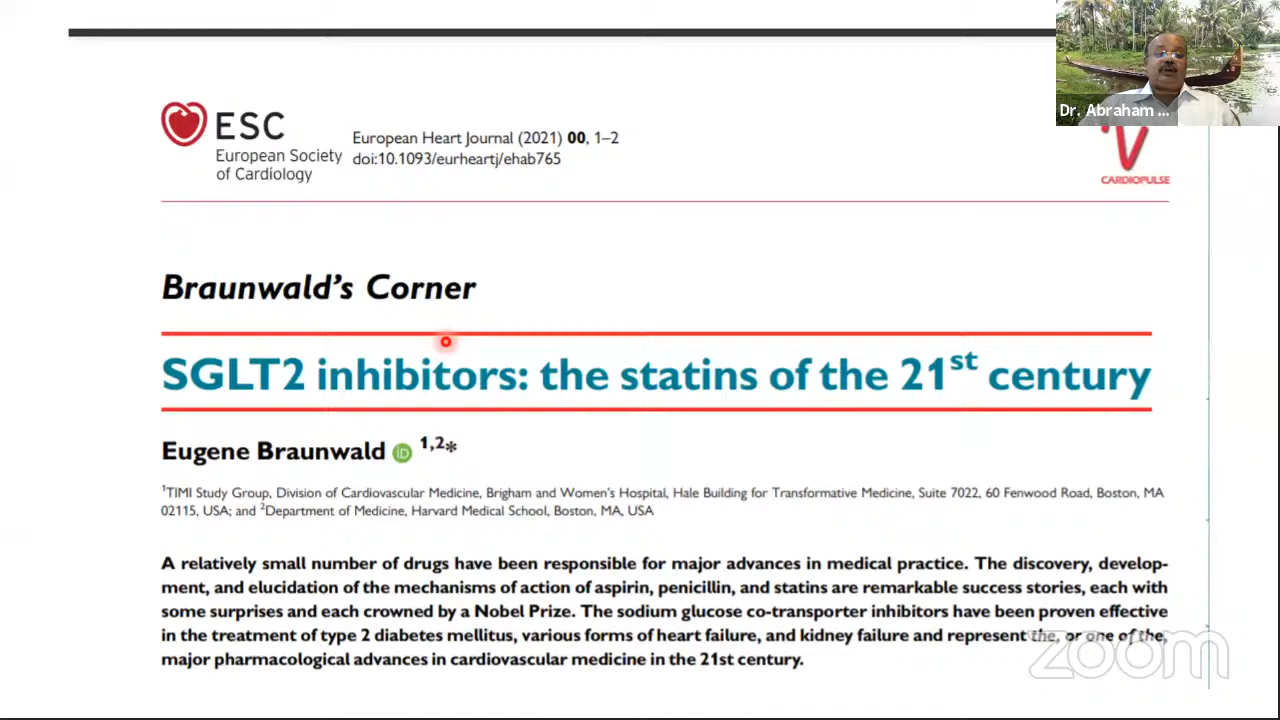 Dr. Abraham ...
ESC
European Society
of Cardiology
European Heart Journal (2021) 00, 1–2
doi:10.1093/eurheartj/ehab765
CARDIOPULSE
Braunwald's Corner
SGLT2 inhibitors: the statins of the 21st century
Eugene Braunwald iD 1,2*
1TIMI Study Group, Division of Cardiovascular Medicine, Brigham and Women's Hospital, Hale Building for Transformative Medicine, Suite 7022, 60 Fenwood Road, Boston, MA
02115, USA; and 2Department of Medicine, Harvard Medical School, Boston, MA, USA
A relatively small number of drugs have been responsible for major advances in medical practice. The discovery, develop-
ment, and elucidation of the mechanisms of action of aspirin, penicillin, and statins are remarkable success stories, each with
some surprises and each crowned by a Nobel Prize. The sodium glucose co-transporter inhibitors have been proven effective
in the treatment of type 2 diabetes mellitus, various forms of heart failure, and kidney failure and represent the, or one of the,
major pharmacological advances in cardiovascular medicine in the 21st century.
zoom